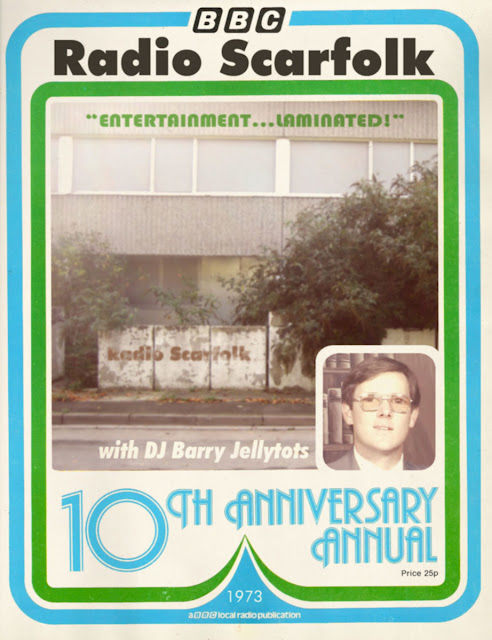 BBC
Radio Scarfolk
"ENTERTAINMENT...LAMINATED!"
Radio Scarfolk
with DJ Barry Jellytots
10TH ANNIVERSARY
ANNUAL
Price 25p
1973
a BBC local radio publication